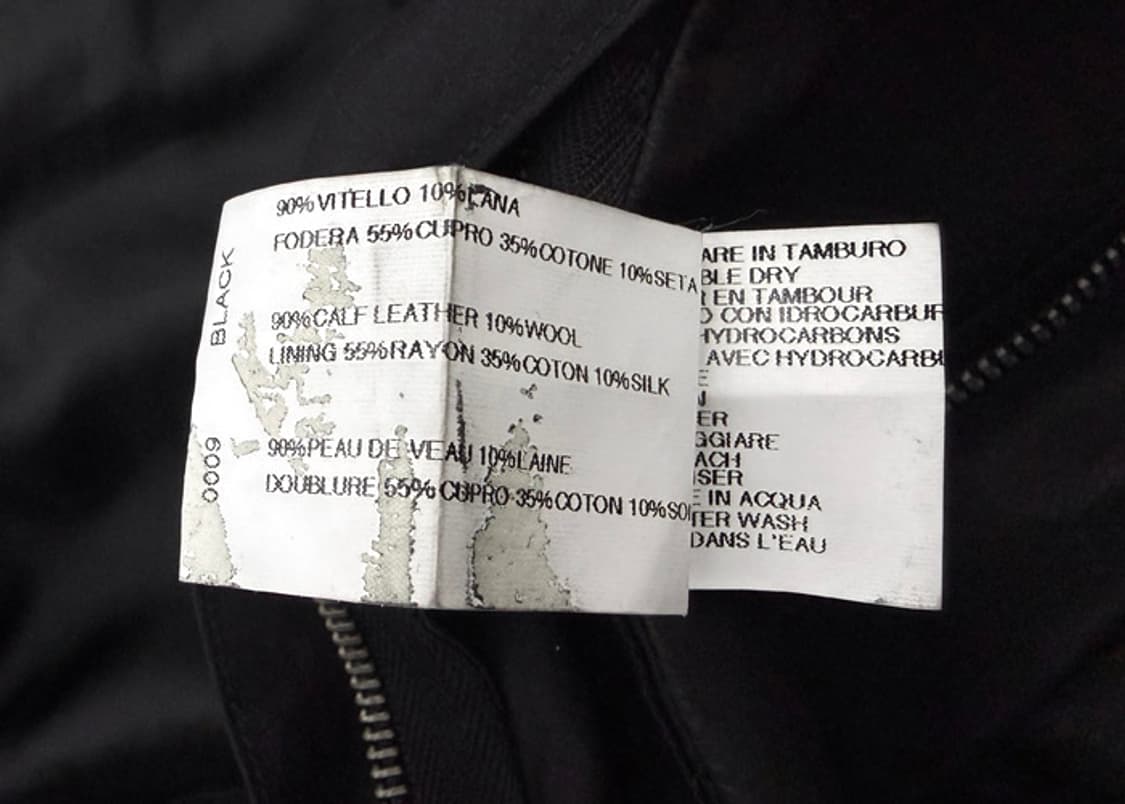 90% VITELLO 10% LANA
FODERA 55% CUPRO 35% COTONE 10% SETA
90% CALF LEATHER 10% WOOL
LINING 55% RAYON 35% COTON 10% SILK
90% PEAU DE VEAU 10% LAINE
DOUBLURE 55% CUPRO 35% COTON 10% SOI
BLACK
0009
ARE IN TAMBURO
BLE DRY
EN TAMBOUR
O CON IDROCARBUR
HYDROCARBONS
AVEC HYDROCARBU
E
N
ER
GGIARE
ACH
ISER
E IN ACQUA
TER WASH
DANS L'EAU